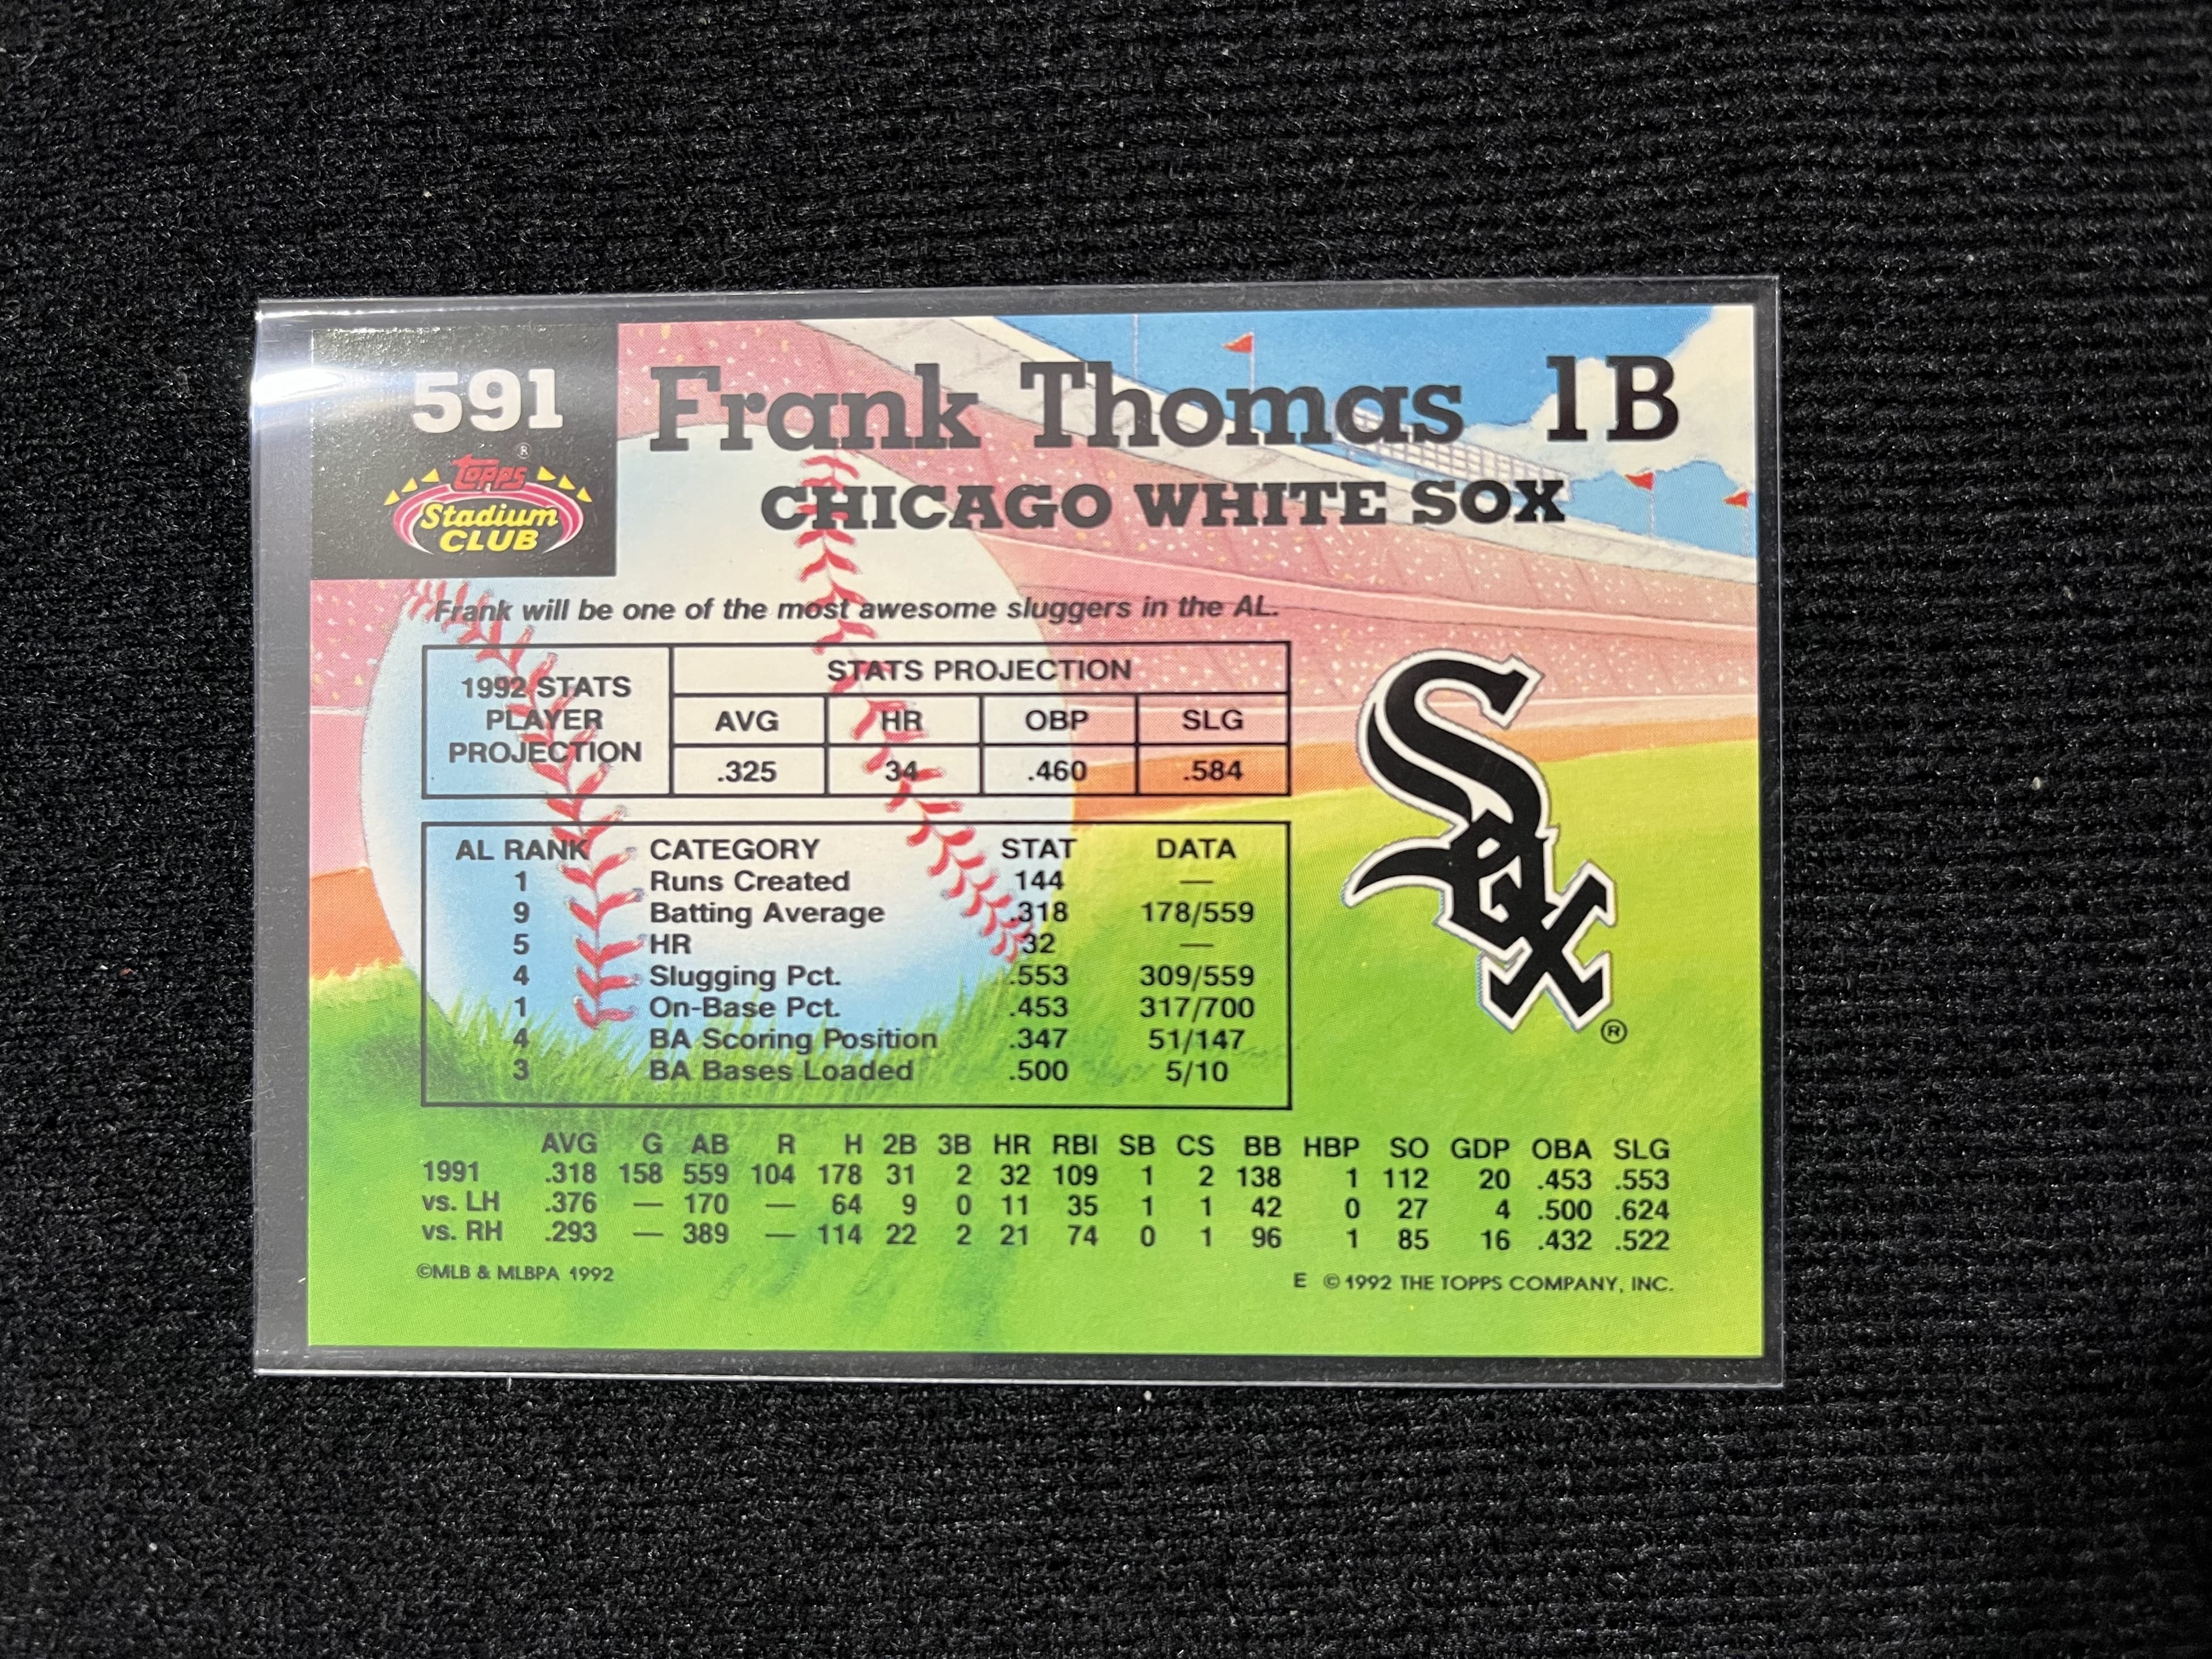 591
Frank Thomas 1B
CHICAGO WHITE SOX
Topps ®
Stadium
CLUB
Frank will be one of the most awesome sluggers in the AL.
1992 STATS PLAYER PROJECTION
STATS PROJECTION
AVG HR OBP SLG
.325 34 .460 .584
AL RANK CATEGORY STAT DATA
1 Runs Created 144 —
9 Batting Average .318 178/559
5 HR 32 —
4 Slugging Pct. .553 309/559
1 On-Base Pct. .453 317/700
4 BA Scoring Position .347 51/147
3 BA Bases Loaded .500 5/10
Sox
®
AVG G AB R H 2B 3B HR RBI SB CS BB HBP SO GDP OBA SLG
1991 .318 158 559 104 178 31 2 32 109 1 2 138 1 112 20 .453 .553
vs. LH .376 — 170 — 64 9 0 11 35 1 1 42 0 27 4 .500 .624
vs. RH .293 — 389 — 114 22 2 21 74 0 1 96 1 85 16 .432 .522
©MLB & MLBPA 1992 E ©1992 THE TOPPS COMPANY, INC.